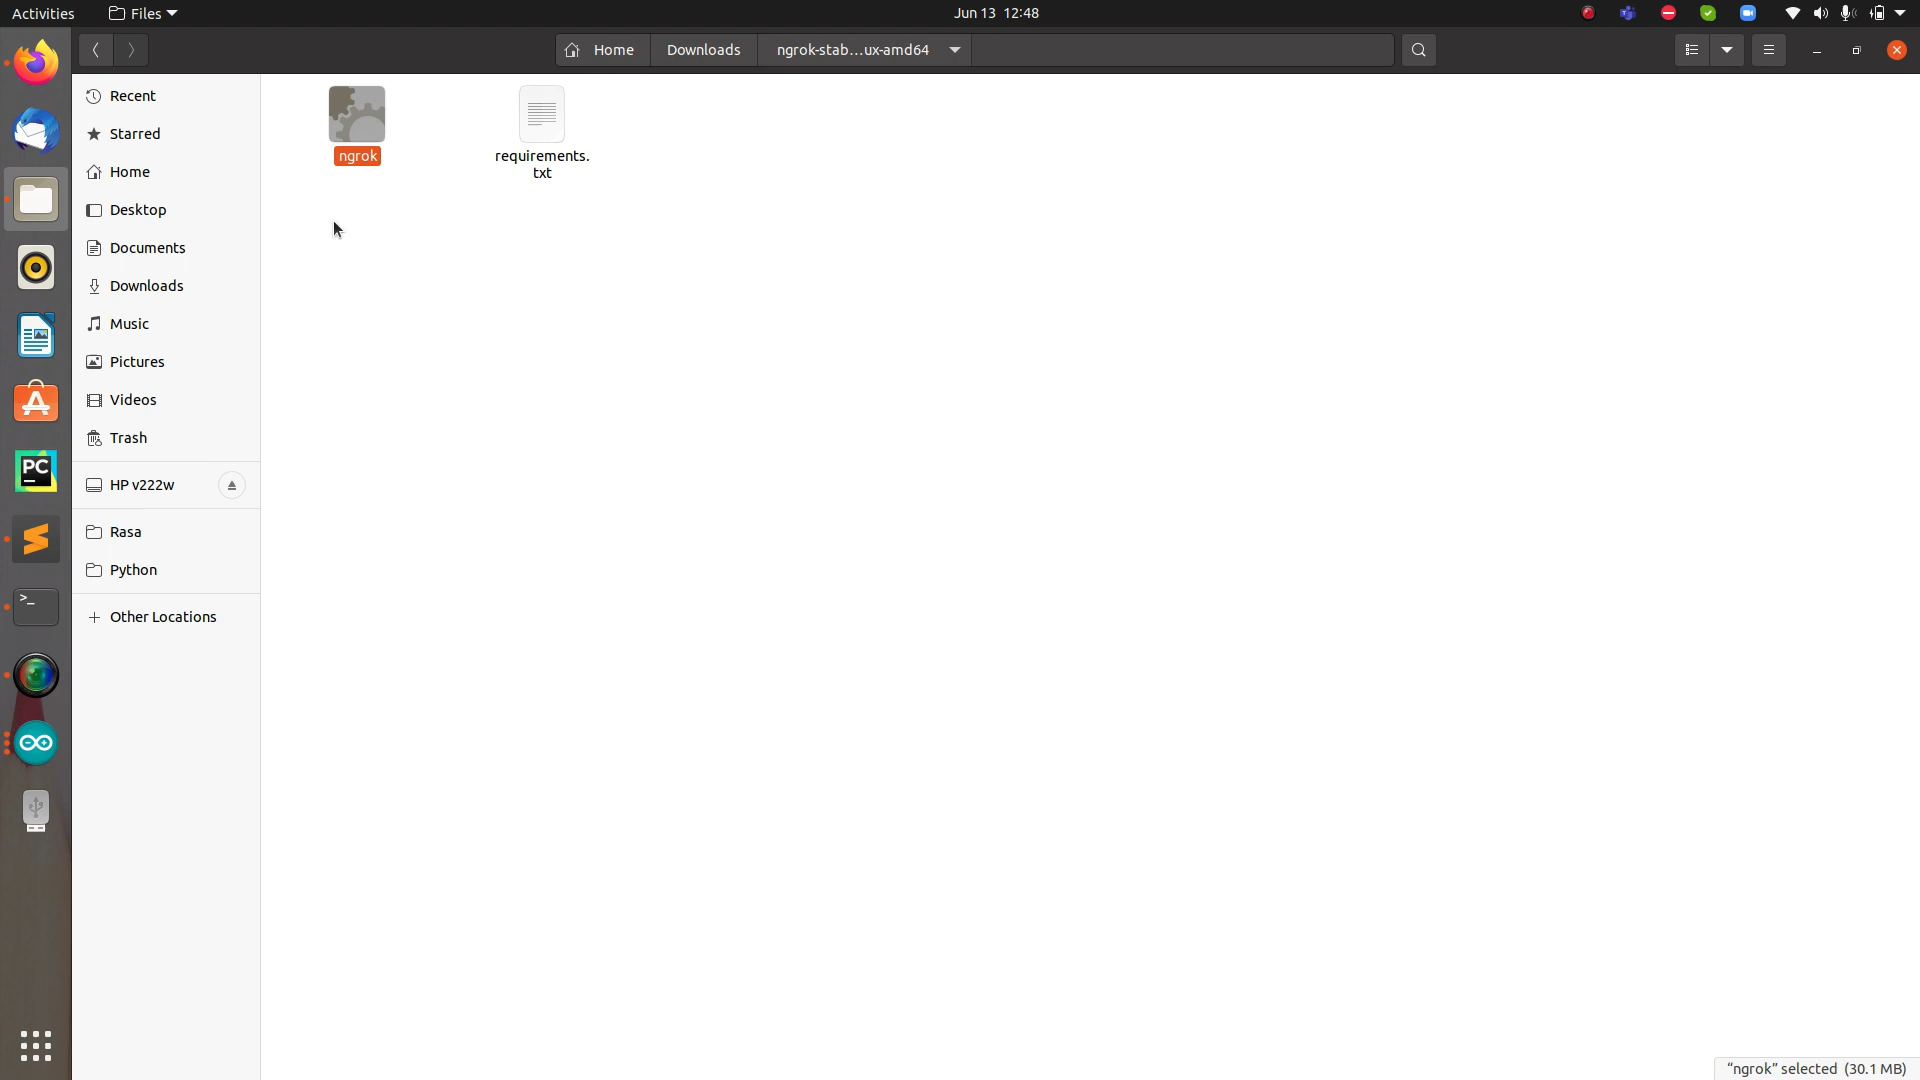 Activities
Files
Jun 13 12:48
Home
Downloads
ngrok-stab...ux-amd64
Recent
Starred
Home
Desktop
Documents
Downloads
Music
Pictures
Videos
Trash
HP v222w
Rasa
Python
Other Locations
ngrok
requirements.
txt
PC
>_
"ngrok" selected (30.1 MB)